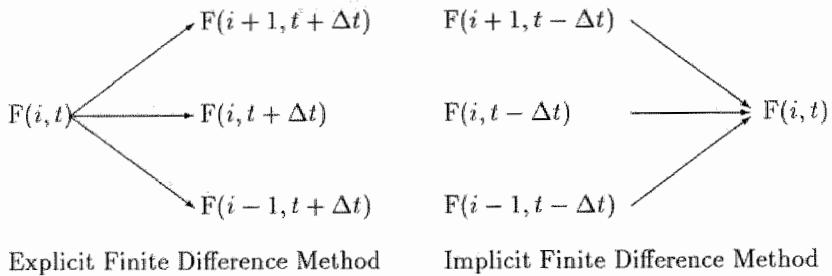 F(i + 1, t + Δt)
F(i, t)
F(i, t + Δt)
F(i − 1, t + Δt)
Explicit Finite Difference Method
F(i + 1, t − Δt)
F(i, t − Δt)
F(i, t)
F(i − 1, t − Δt)
Implicit Finite Difference Method